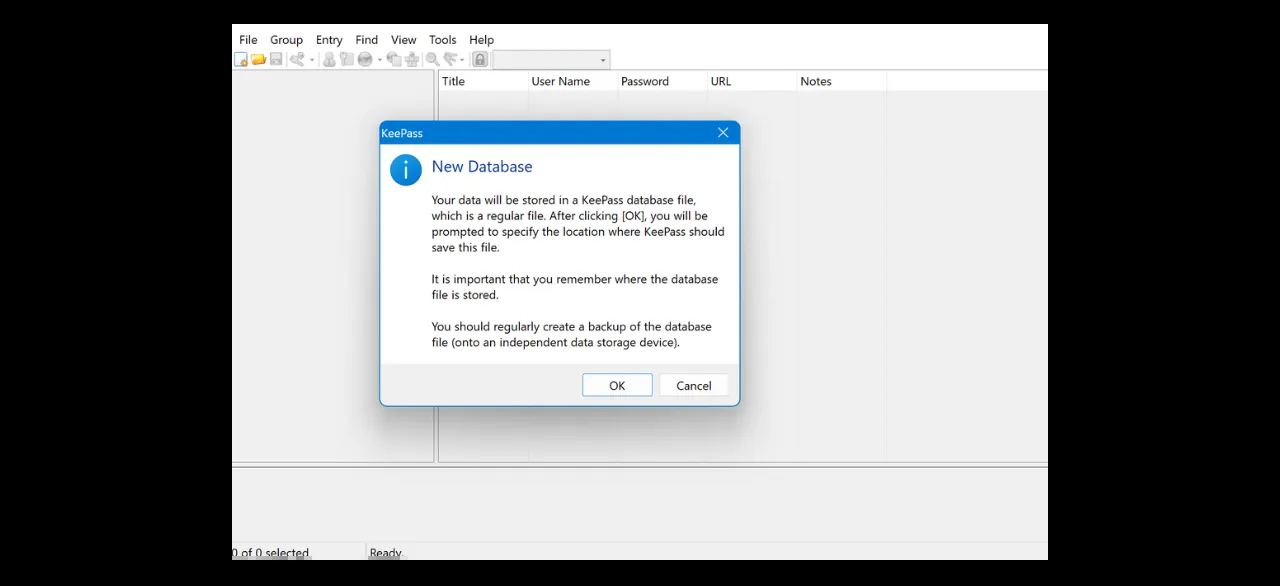 File Group Entry Find View Tools Help
Title User Name Password URL Notes
KeePass
New Database
Your data will be stored in a KeePass database file,
which is a regular file. After clicking [OK], you will be
prompted to specify the location where KeePass should
save this file.
It is important that you remember where the database
file is stored.
You should regularly create a backup of the database
file (onto an independent data storage device).
OK Cancel
0 of 0 selected Ready.